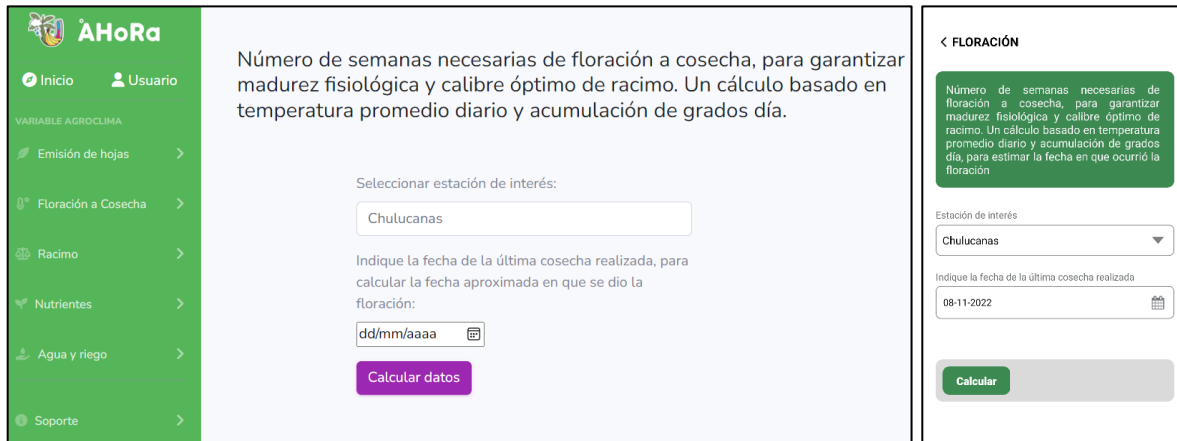 ÅHoRa
Inicio
Usuario
VARIABLE AGROCLIMA
Emisión de hojas
Floración a Cosecha
Racimo
Nutrientes
Agua y riego
Soporte
Número de semanas necesarias de floración a cosecha, para garantizar
madurez fisiológica y calibre óptimo de racimo. Un cálculo basado en
temperatura promedio diario y acumulación de grados día.
Seleccionar estación de interés:
Chulucanas
Indique la fecha de la última cosecha realizada, para
calcular la fecha aproximada en que se dio la
floración:
dd/mm/aaaa
Calcular datos
< FLORACIÓN
Número de semanas necesarias de
floración a cosecha, para garantizar
madurez fisiológica y calibre óptimo de
racimo. Un cálculo basado en temperatura
promedio diario y acumulación de grados
día, para estimar la fecha en que ocurrió la
floración
Estación de interés
Chulucanas
Indique la fecha de la última cosecha realizada
08-11-2022
Calcular